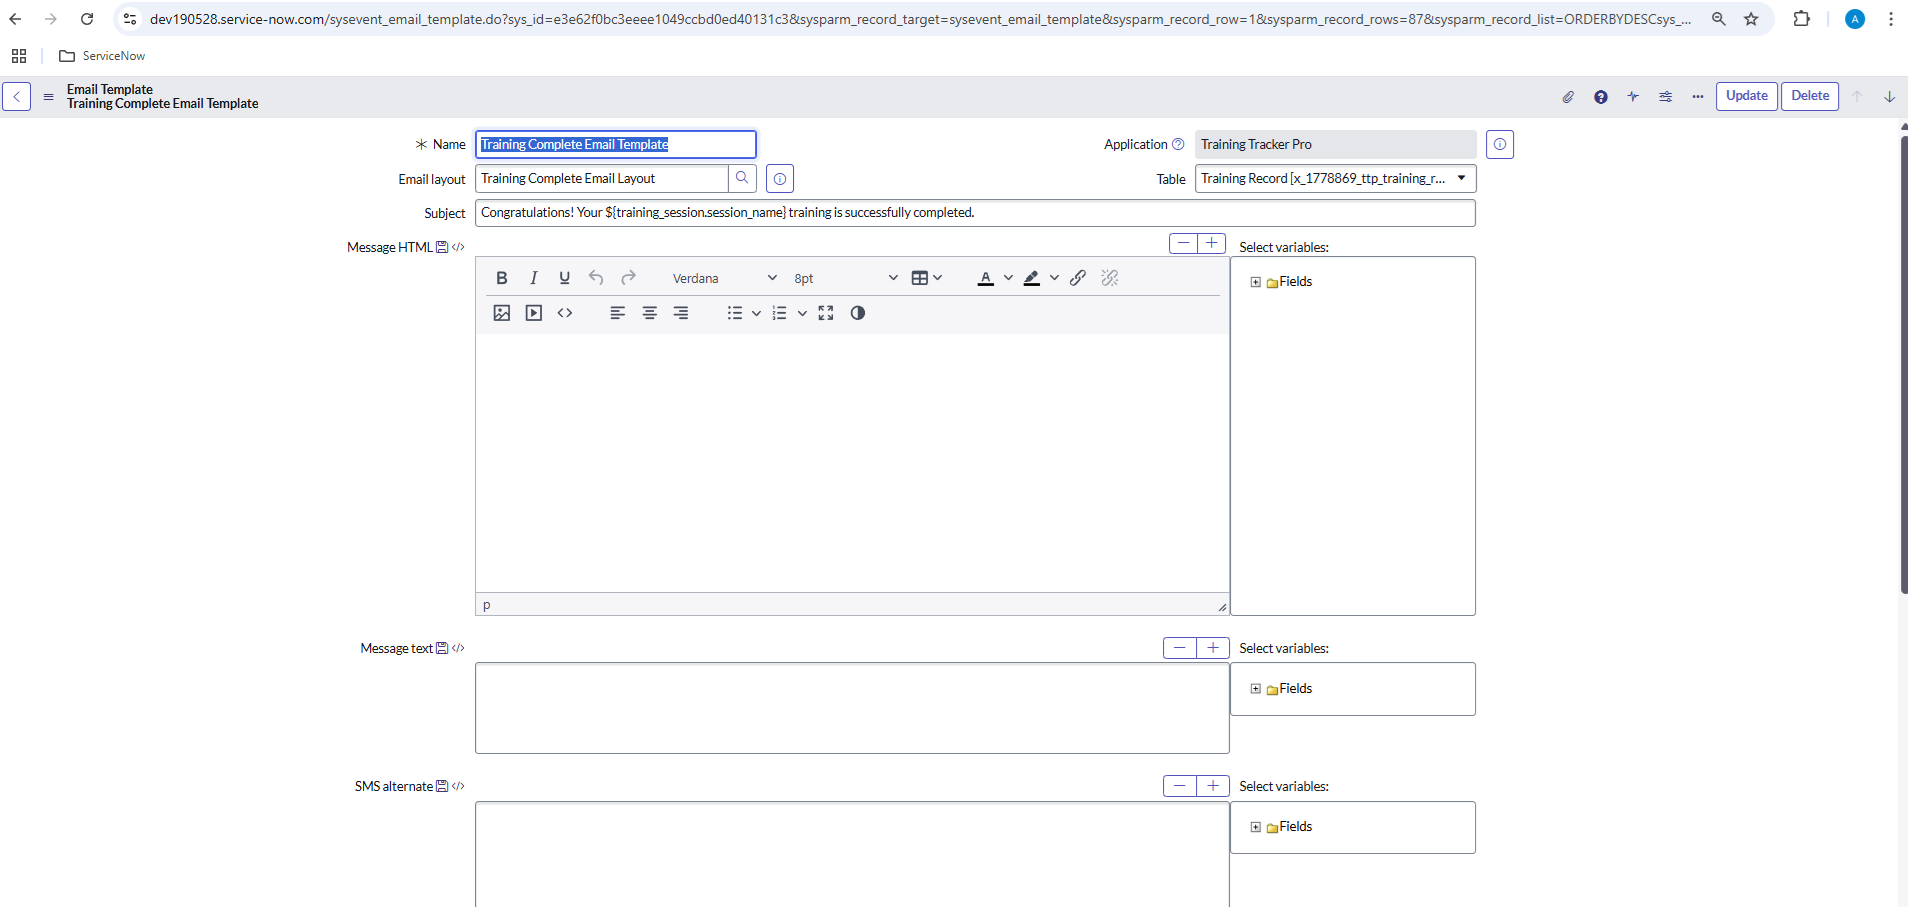 dev190528.service-now.com/sysevent_email_template.do?sys_id=e3e62f0bc3eeee1049ccbd0ed40131c3&sysparm_record_target=sysevent_email_template&sysparm_record_row=1&sysparm_record_rows=87&sysparm_record_list=ORDERBYDESCsys_...
A
ServiceNow
Email Template
Training Complete Email Template
Update
Delete
Name
Training Complete Email Template
Application
Training Tracker Pro
Email layout
Training Complete Email Layout
Table
Training Record [x_1778869_ttp_training_r...
Subject
Congratulations! Your ${training_session.session_name} training is successfully completed.
Message HTML
Select variables:
B I U
Verdana
8pt
A
Fields
p
Message text
Select variables:
Fields
SMS alternate
Select variables:
Fields